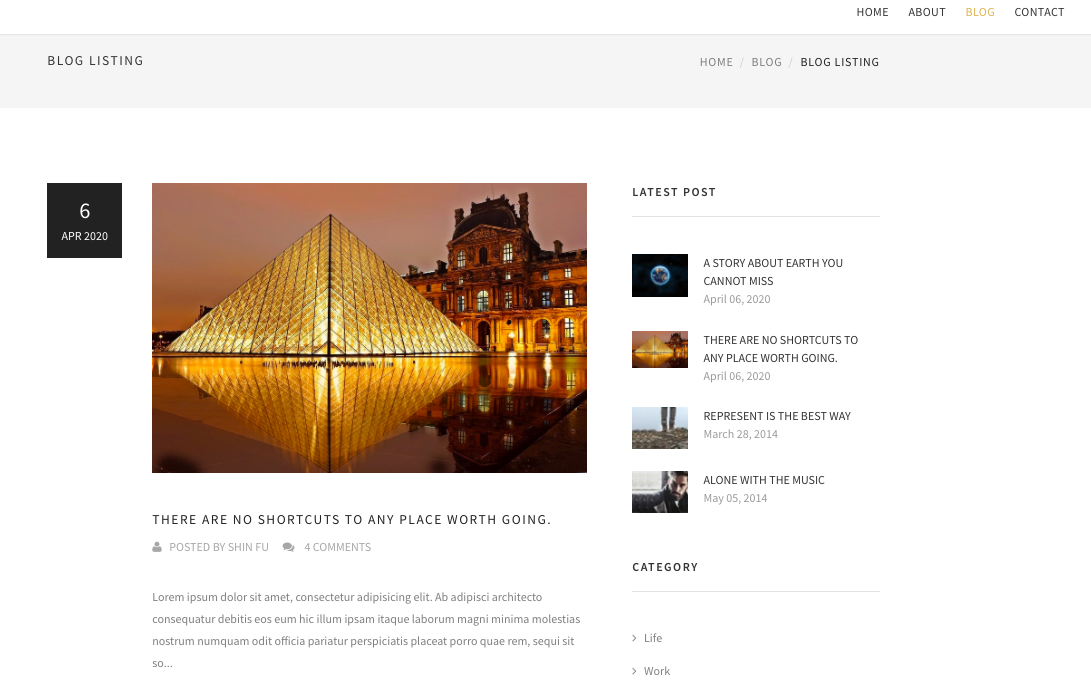 HOME ABOUT BLOG CONTACT
BLOG LISTING
HOME / BLOG / BLOG LISTING
6
APR 2020
THERE ARE NO SHORTCUTS TO ANY PLACE WORTH GOING.
POSTED BY SHIN FU 4 COMMENTS
Lorem ipsum dolor sit amet, consectetur adipisicing elit. Ab adipisci architecto
consequatur debitis eos eum hic illum ipsam itaque laborum magni minima molestias
nostrum numquam odit officia pariatur perspiciatis placeat porro quae rem, sequi sit
so...
LATEST POST
A STORY ABOUT EARTH YOU
CANNOT MISS
April 06, 2020
THERE ARE NO SHORTCUTS TO
ANY PLACE WORTH GOING.
April 06, 2020
REPRESENT IS THE BEST WAY
March 28, 2014
ALONE WITH THE MUSIC
May 05, 2014
CATEGORY
Life
Work